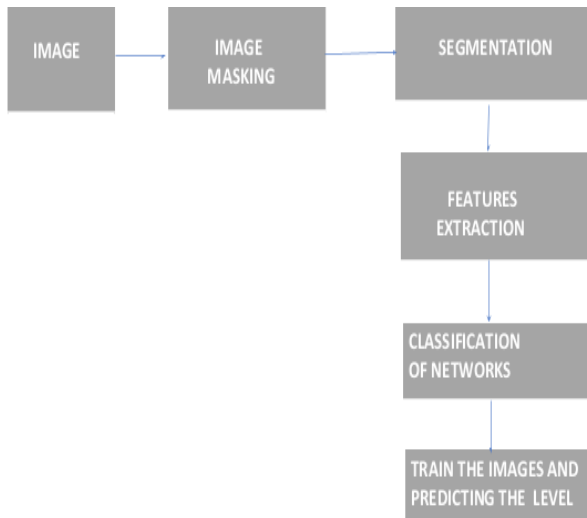 IMAGE
IMAGE
MASKING
SEGMENTATION
FEATURES
EXTRACTION
CLASSIFICATION
OF NETWORKS
TRAIN THE IMAGES AND
PREDICTING THE LEVEL